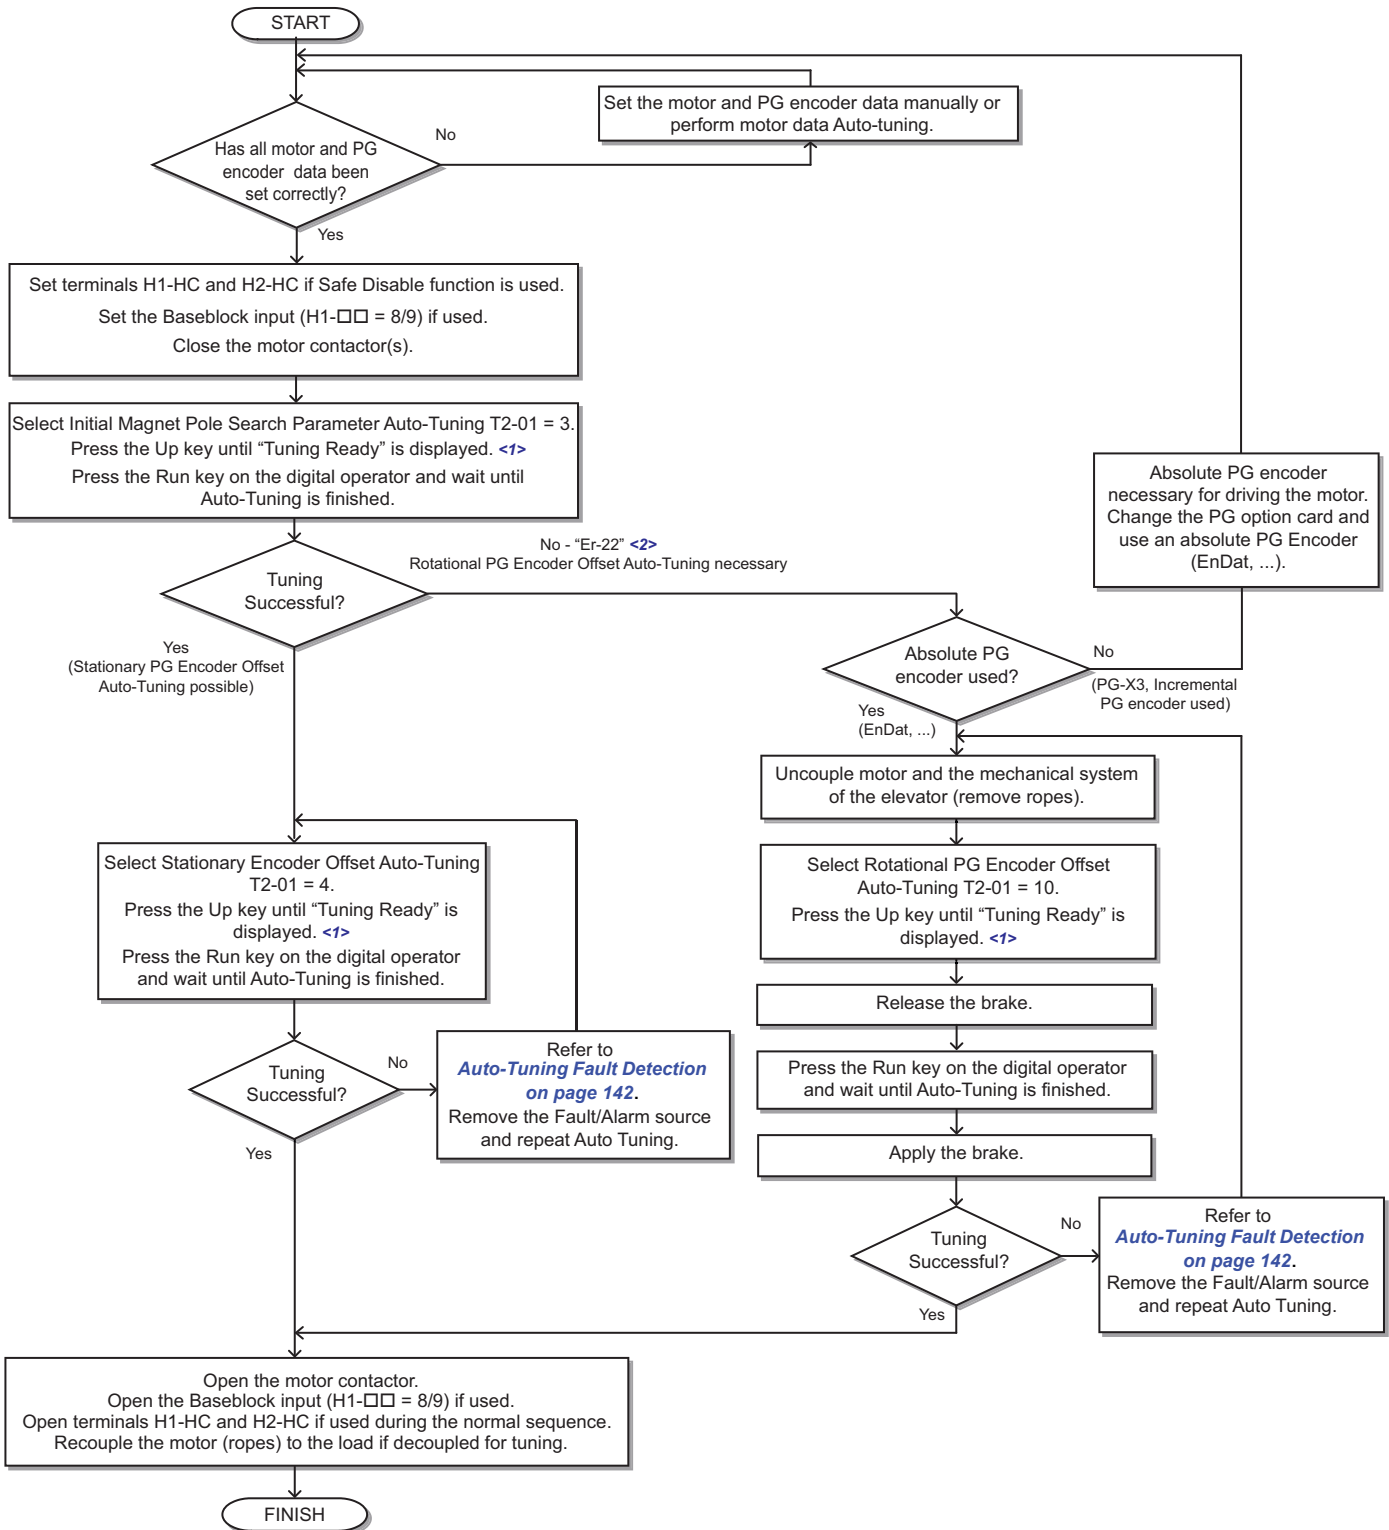 START
Set the motor and PG encoder data manually or
perform motor data Auto-tuning.
No
Has all motor and PG
encoder data been
set correctly?
Yes
Set terminals H1-HC and H2-HC if Safe Disable function is used.
Set the Baseblock input (H1-□□ = 8/9) if used.
Close the motor contactor(s).
Select Initial Magnet Pole Search Parameter Auto-Tuning T2-01 = 3.
Press the Up key until “Tuning Ready” is displayed. <1>
Press the Run key on the digital operator and wait until
Auto-Tuning is finished.
Absolute PG encoder
necessary for driving the motor.
Change the PG option card and
use an absolute PG Encoder
(EnDat, ...).
No - “Er-22” <2>
Rotational PG Encoder Offset Auto-Tuning necessary
Tuning
Successful?
Yes
(Stationary PG Encoder Offset
Auto-Tuning possible)
Absolute PG
encoder used?
No
(PG-X3, Incremental
PG encoder used)
Yes
(EnDat, ...)
Uncouple motor and the mechanical system
of the elevator (remove ropes).
Select Stationary Encoder Offset Auto-Tuning
T2-01 = 4.
Press the Up key until “Tuning Ready” is
displayed. <1>
Press the Run key on the digital operator
and wait until Auto-Tuning is finished.
Select Rotational PG Encoder Offset
Auto-Tuning T2-01 = 10.
Press the Up key until “Tuning Ready” is
displayed. <1>
Release the brake.
Tuning
Successful?
No
Yes
Refer to
Auto-Tuning Fault Detection
on page 142.
Remove the Fault/Alarm source
and repeat Auto Tuning.
Press the Run key on the digital operator
and wait until Auto-Tuning is finished.
Apply the brake.
Tuning
Successful?
No
Yes
Refer to
Auto-Tuning Fault Detection
on page 142.
Remove the Fault/Alarm source
and repeat Auto Tuning.
Open the motor contactor.
Open the Baseblock input (H1-□□ = 8/9) if used.
Open terminals H1-HC and H2-HC if used during the normal sequence.
Recouple the motor (ropes) to the load if decoupled for tuning.
FINISH